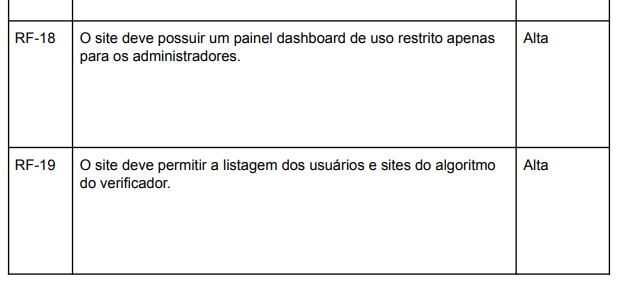 RF-18 O site deve possuir um painel dashboard de uso restrito apenas Alta
para os administradores.
RF-19 O site deve permitir a listagem dos usuários e sites do algoritmo Alta
do verificador.